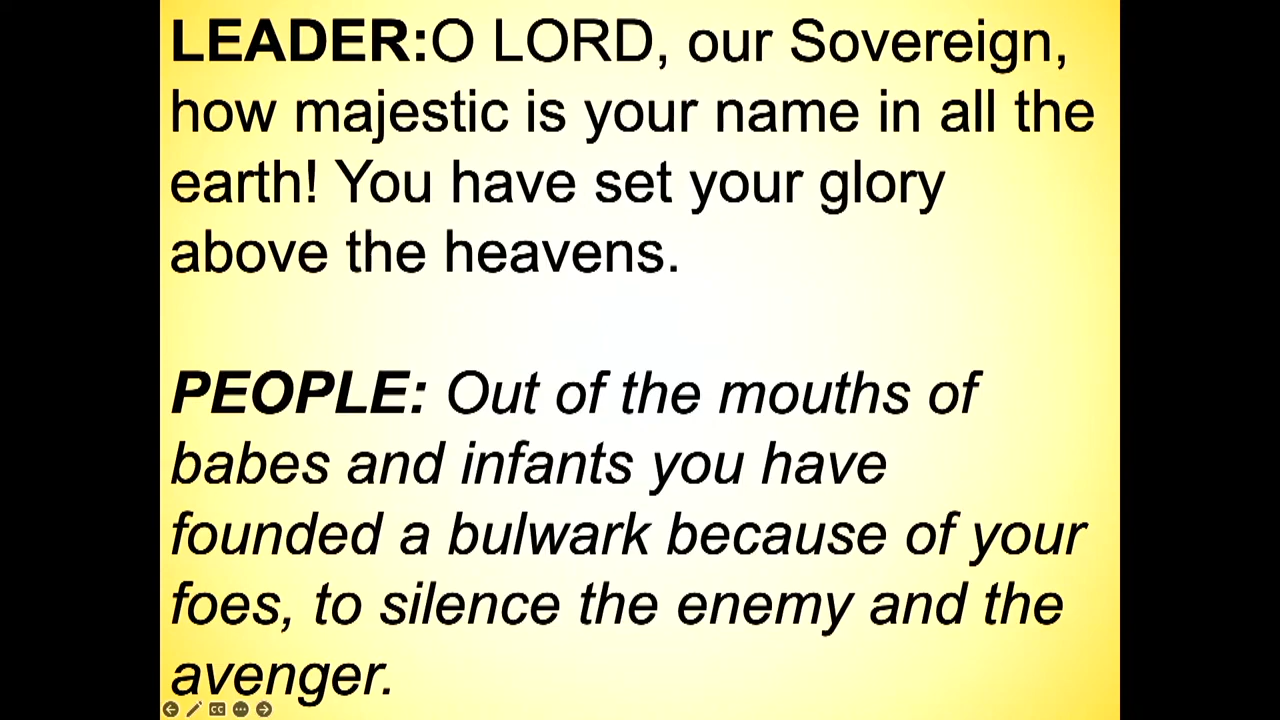 LEADER:O LORD, our Sovereign,
how majestic is your name in all the
earth! You have set your glory
above the heavens.
PEOPLE: Out of the mouths of
babes and infants you have
founded a bulwark because of your
foes, to silence the enemy and the
avenger.
CC